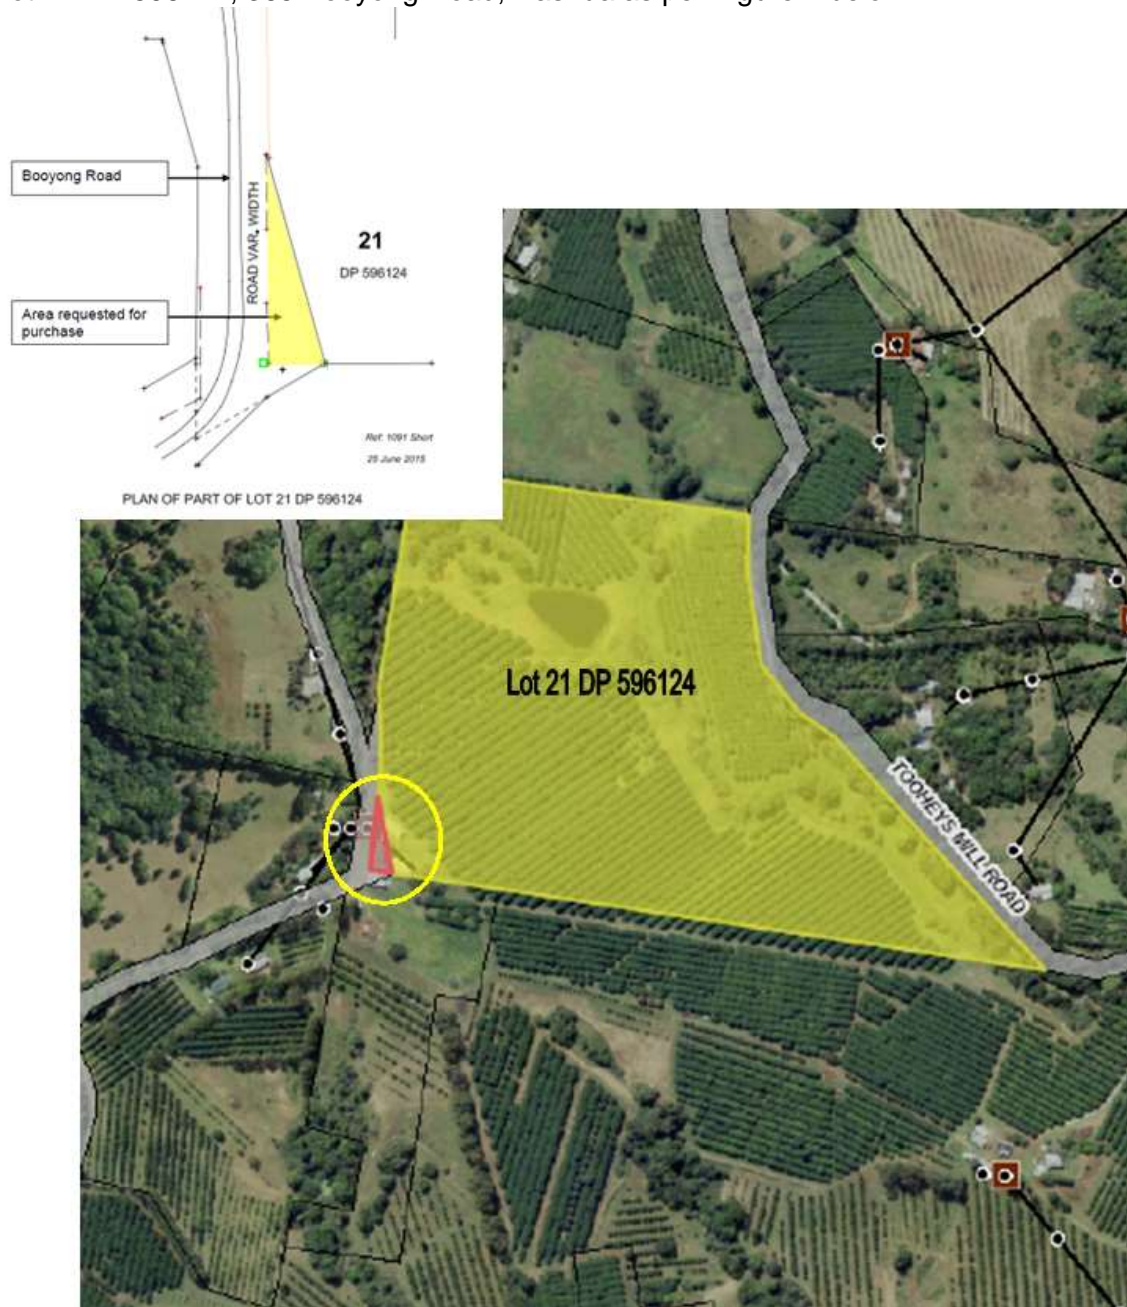 Booyong Road
ROAD VAR. WIDTH
21
DP 596124
Area requested for
purchase
Ref: 1091 Short
25 June 2015
PLAN OF PART OF LOT 21 DP 596124
Lot 21 DP 596124
TOOHEYS MILL ROAD